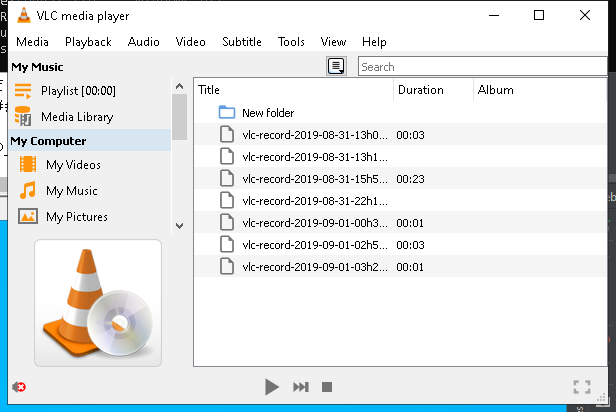 VLC media player
Media Playback Audio Video Subtitle Tools View Help
My Music
Search
Playlist [00:00]
Media Library
My Computer
My Videos
My Music
My Pictures
Title Duration Album
New folder
vlc-record-2019-08-31-13h0... 00:03
vlc-record-2019-08-31-13h1...
vlc-record-2019-08-31-15h5... 00:23
vlc-record-2019-08-31-22h1...
vlc-record-2019-09-01-00h3... 00:01
vlc-record-2019-09-01-02h5... 00:03
vlc-record-2019-09-01-03h2... 00:01